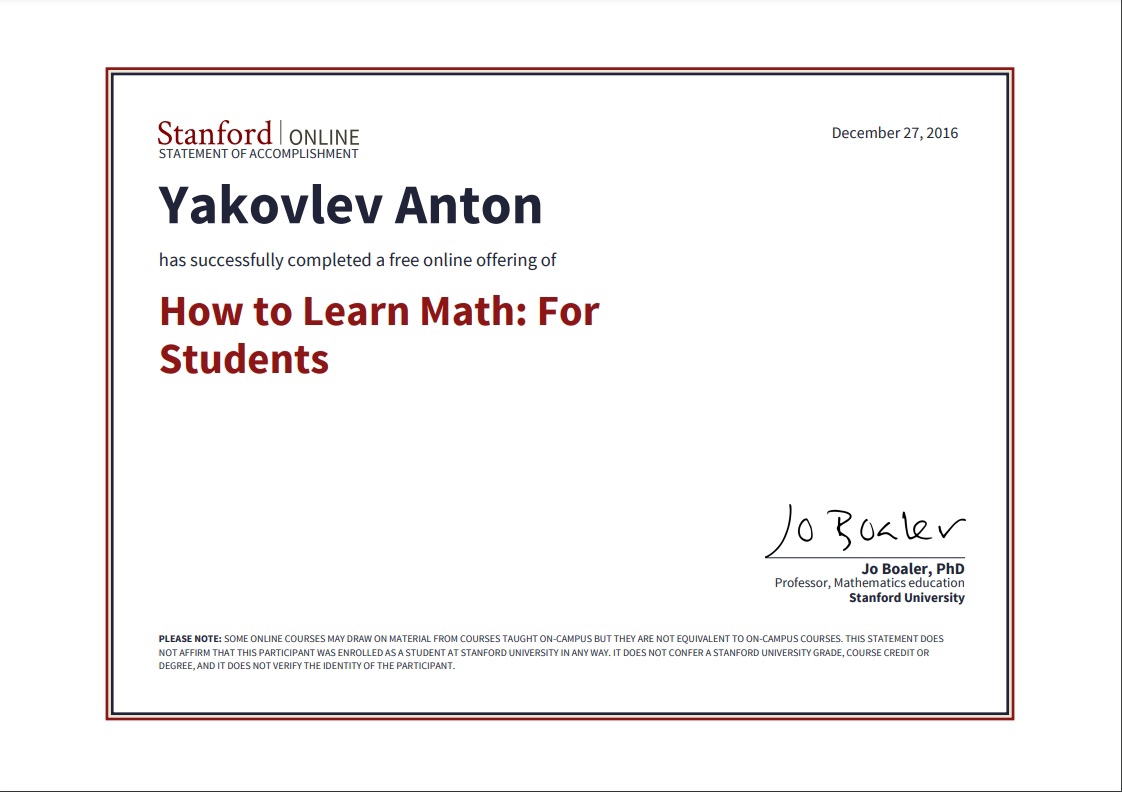 Stanford | ONLINE
December 27, 2016
STATEMENT OF ACCOMPLISHMENT
Yakovlev Anton
has successfully completed a free online offering of
How to Learn Math: For
Students
Jo Boaler
Jo Boaler, PhD
Professor, Mathematics education
Stanford University
PLEASE NOTE: SOME ONLINE COURSES MAY DRAW ON MATERIAL FROM COURSES TAUGHT ON-CAMPUS BUT THEY ARE NOT EQUIVALENT TO ON-CAMPUS COURSES. THIS STATEMENT DOES
NOT AFFIRM THAT THIS PARTICIPANT WAS ENROLLED AS A STUDENT AT STANFORD UNIVERSITY IN ANY WAY. IT DOES NOT CONFER A STANFORD UNIVERSITY GRADE, COURSE CREDIT OR
DEGREE, AND IT DOES NOT VERIFY THE IDENTITY OF THE PARTICIPANT.